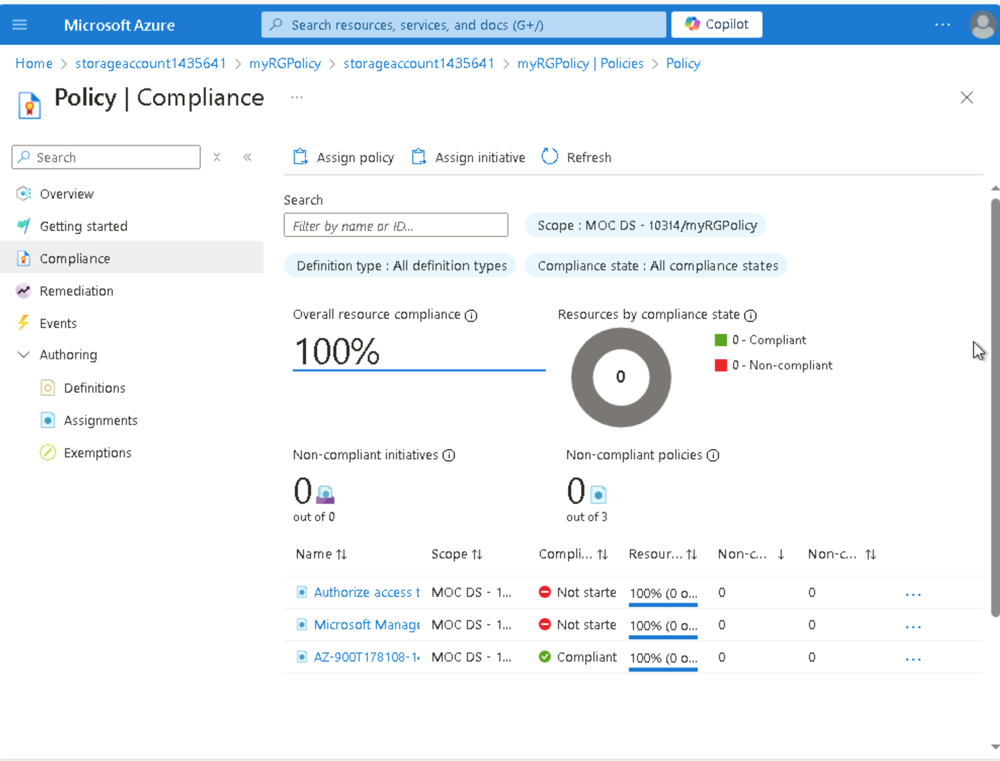 Microsoft Azure
Search resources, services, and docs (G+/)
Copilot
...
Home > storageaccount1435641 > myRGPolicy > storageaccount1435641 > myRGPolicy | Policies > Policy
Policy | Compliance
...
Search
Assign policy
Assign initiative
Refresh
Overview
Getting started
Compliance
Remediation
Events
Authoring
Definitions
Assignments
Exemptions
Search
Filter by name or ID...
Scope : MOC DS - 10314/myRGPolicy
Definition type : All definition types
Compliance state : All compliance states
Overall resource compliance
100%
Resources by compliance state
0
0 - Compliant
0 - Non-compliant
Non-compliant initiatives
0
out of 0
Non-compliant policies
0
out of 3
Name Scope Compli... Resour... Non-c... Non-c...
Authorize access t MOC DS - 1... Not starte 100% (0 o... 0 0 ...
Microsoft Manage MOC DS - 1... Not starte 100% (0 o... 0 0 ...
AZ-900T178108-1 MOC DS - 1... Compliant 100% (0 o... 0 0 ...